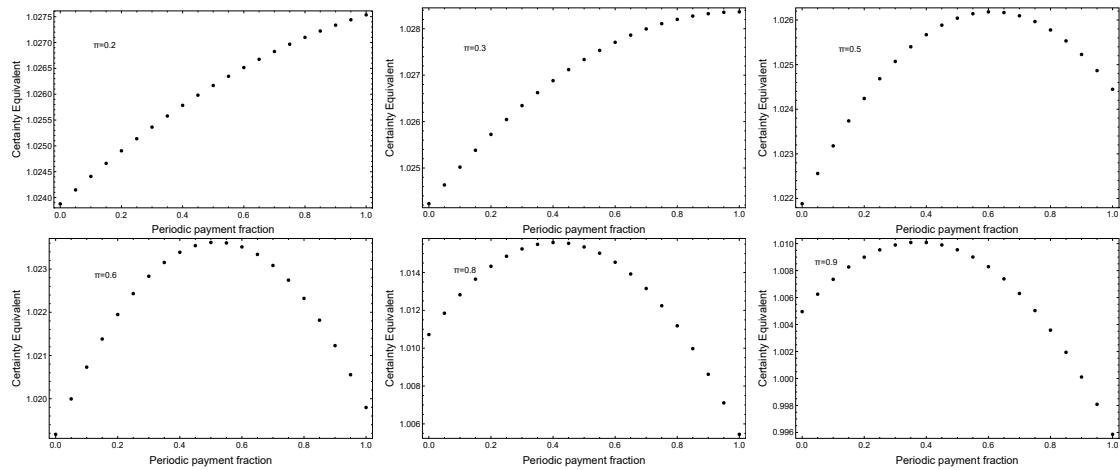 1.0275
1.0270
1.0265
1.0260
1.0255
1.0250
1.0245
1.0240
Certainty Equivalent
π=0.2
0.0 0.2 0.4 0.6 0.8 1.0
Periodic payment fraction
1.028
1.027
1.026
1.025
Certainty Equivalent
π=0.3
0.0 0.2 0.4 0.6 0.8 1.0
Periodic payment fraction
1.026
1.025
1.024
1.023
1.022
Certainty Equivalent
π=0.5
0.0 0.2 0.4 0.6 0.8 1.0
Periodic payment fraction
1.023
1.022
1.021
1.020
Certainty Equivalent
π=0.6
0.0 0.2 0.4 0.6 0.8 1.0
Periodic payment fraction
1.014
1.012
1.010
1.008
1.006
Certainty Equivalent
π=0.8
0.0 0.2 0.4 0.6 0.8 1.0
Periodic payment fraction
1.010
1.008
1.006
1.004
1.002
1.000
0.998
0.996
Certainty Equivalent
π=0.9
0.0 0.2 0.4 0.6 0.8 1.0
Periodic payment fraction